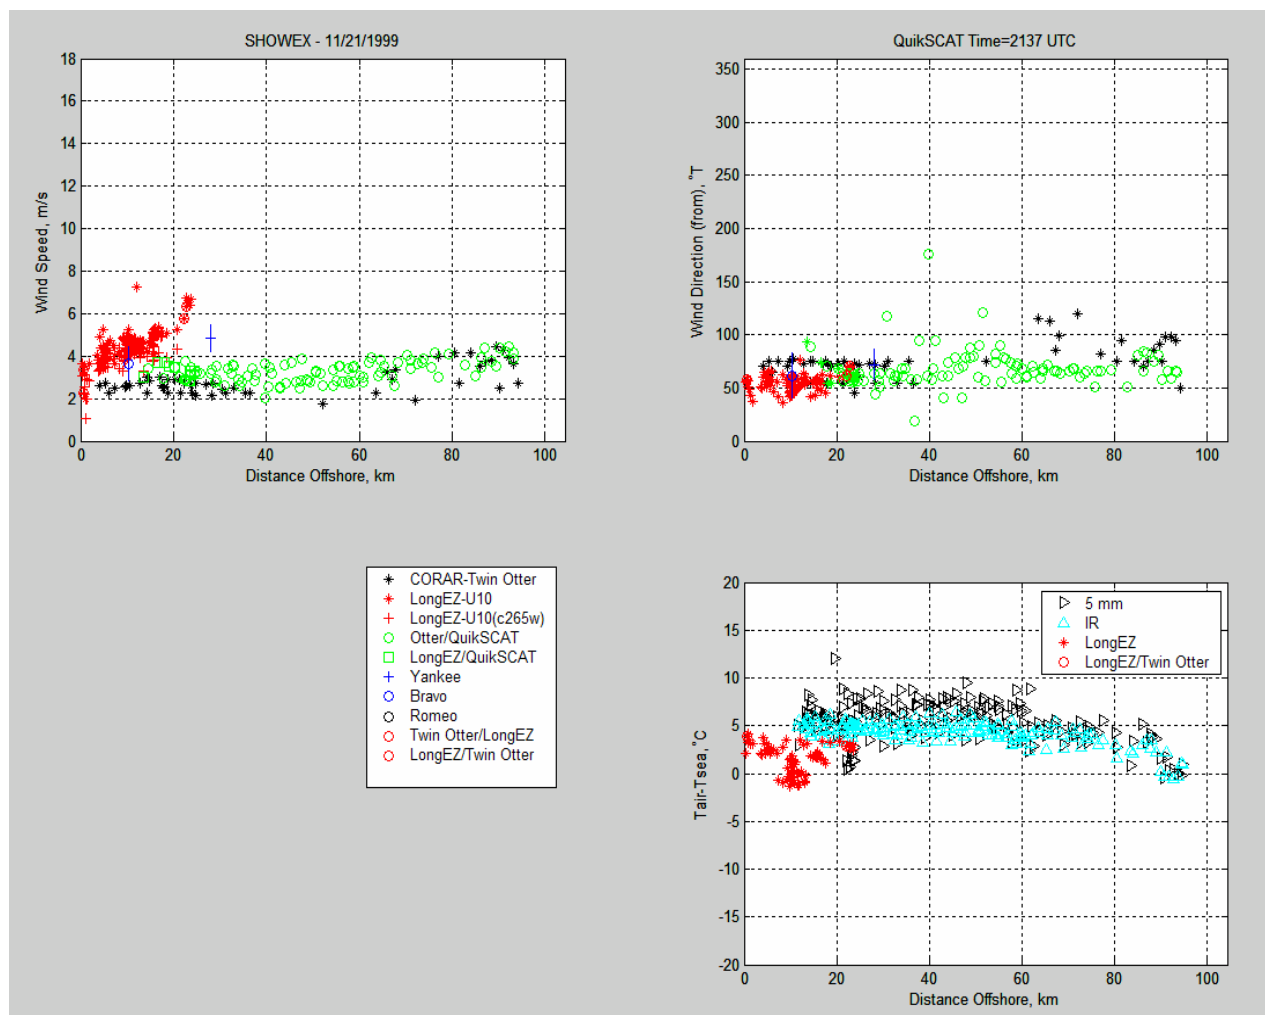 SHOWEX - 11/21/1999
18
16
14
12
10
8
6
4
2
0
Wind Speed, m/s
0 20 40 60 80 100
Distance Offshore, km
QuikSCAT Time=2137 UTC
350
300
250
200
150
100
50
0
Wind Direction (from), °T
0 20 40 60 80 100
Distance Offshore, km
CORAR-Twin Otter
LongEZ-U10
LongEZ-U10(c265w)
Otter/QuikSCAT
LongEZ/QuikSCAT
Yankee
Bravo
Romeo
Twin Otter/LongEZ
LongEZ/Twin Otter
20
15
10
5
0
-5
-10
-15
-20
Tair-Tsea,°C
5 mm
IR
LongEZ
LongEZ/Twin Otter
0 20 40 60 80 100
Distance Offshore, km